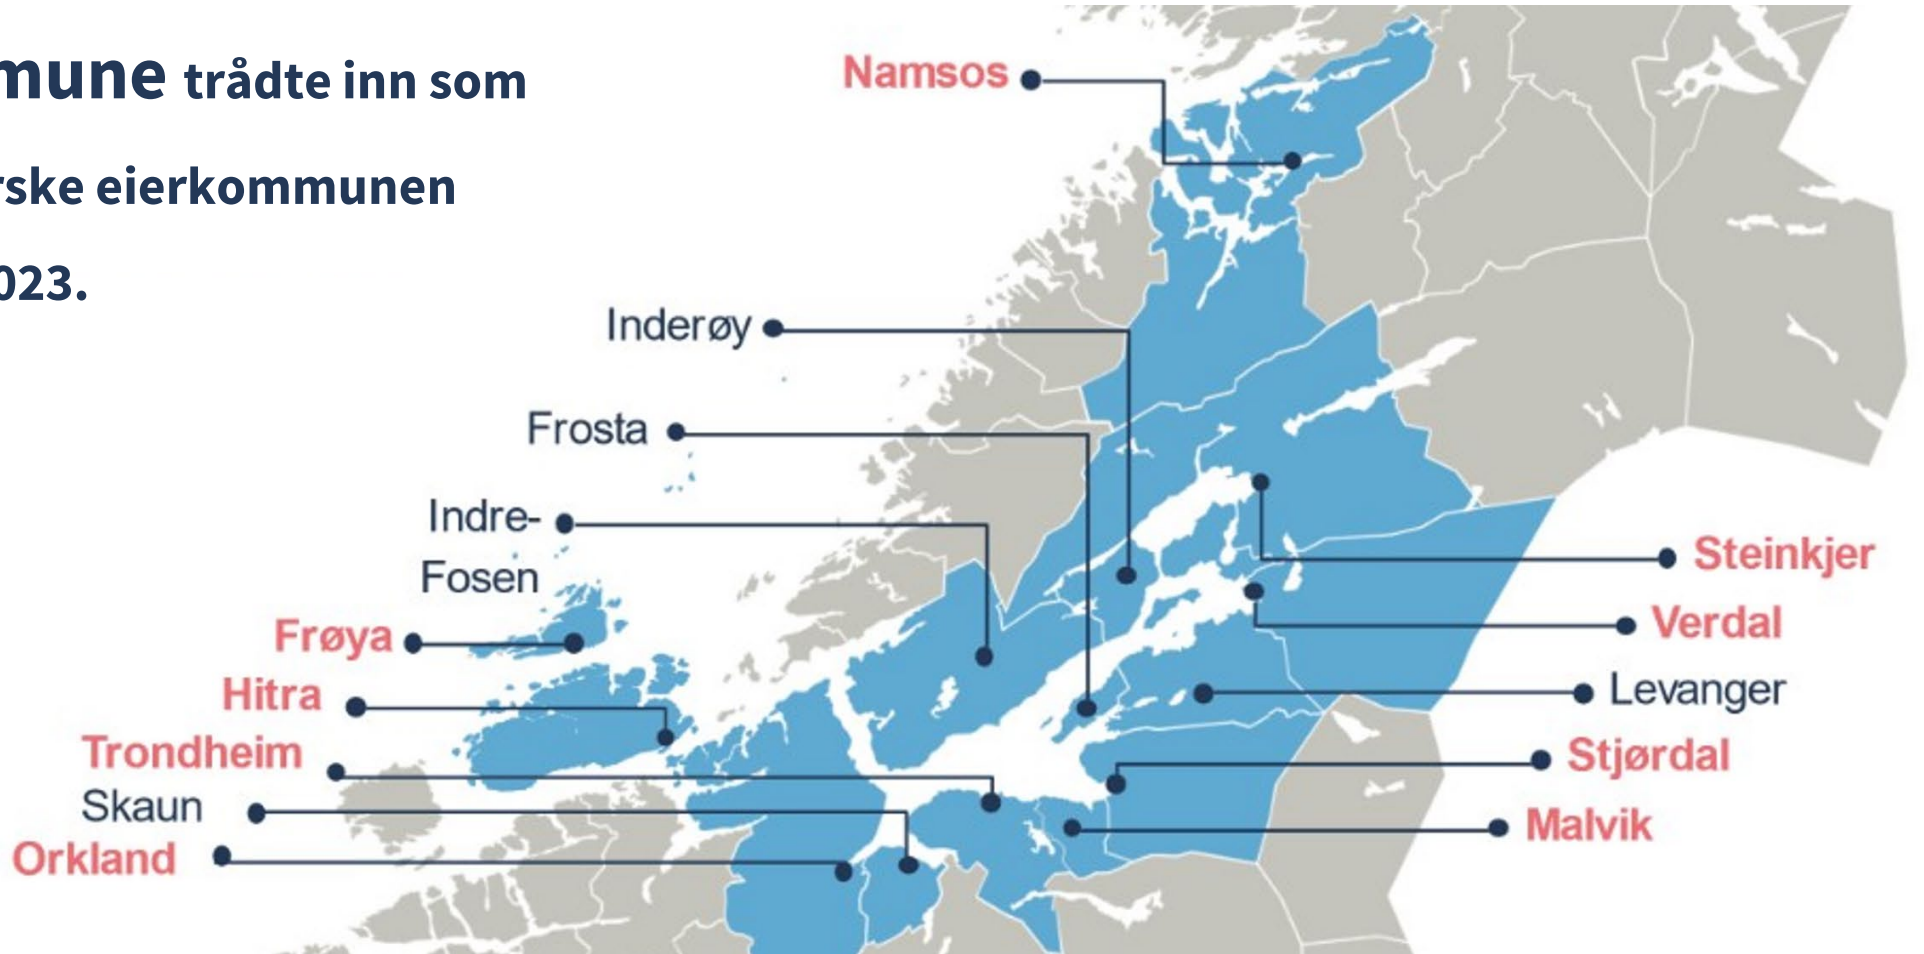 mune trådte inn som
rske eierkommunen
023.
Namsos
Inderøy
Frosta
Indre-
Fosen
Frøya
Hitra
Trondheim
Skaun
Orkland
Steinkjer
Verdal
Levanger
Stjørdal
Malvik